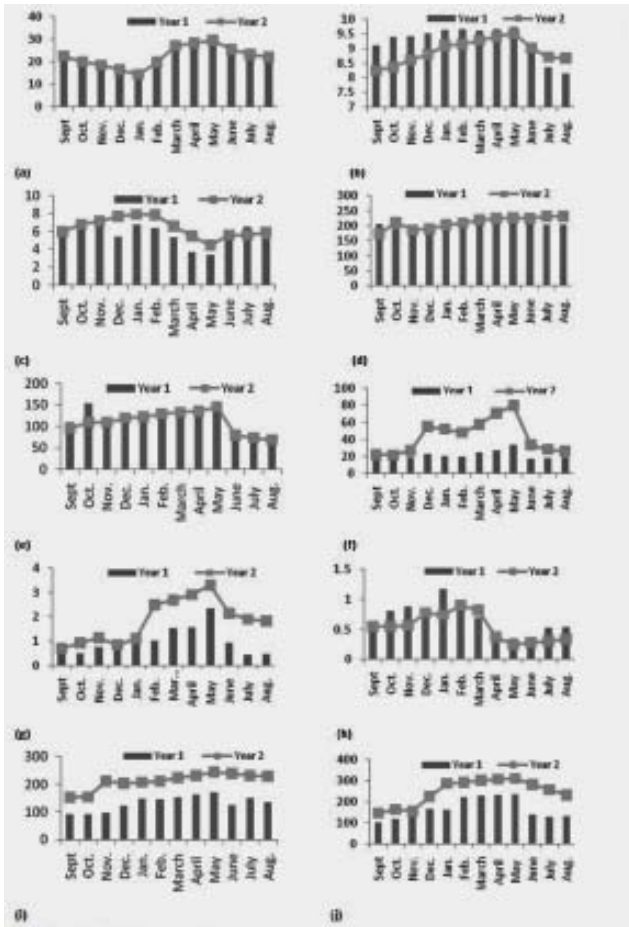 40
30
20
10
0
Year 1 Year 2
Sept Oct. Nov. Dec. Jan. Feb. March April May June July Aug.
(a)
10
9.5
9
8.5
8
7.5
7
Year 1 Year 2
Sept Oct. Nov. Dec. Jan. Feb. March April May June July Aug.
(b)
10
8
6
4
2
0
Year 1 Year 2
Sept Oct. Nov. Dec. Jan. Feb. March April May June July Aug.
(c)
300
250
200
150
100
50
0
Year 1 Year 2
Sept Oct. Nov. Dec. Jan. Feb. March April May June July Aug.
(d)
200
150
100
50
0
Year 1 Year 2
Sept Oct. Nov. Dec. Jan. Feb. March April May June July Aug.
(e)
100
80
60
40
20
0
Year 1 Year 2
Sept Oct. Nov. Dec. Jan. Feb. March April May June July Aug.
(f)
4
3
2
1
0
Year 1 Year 2
Sept Oct. Nov. Dec. Jan. Feb. Mar... April May June July Aug.
(g)
1.5
1
0.5
0
Year 1 Year 2
Sept Oct. Nov. Dec. Jan. Feb. March April May June July Aug.
(h)
300
200
100
0
Year 1 Year 2
Sept Oct. Nov. Dec. Jan. Feb. March April May June July Aug.
(i)
400
300
200
100
0
Year 1 Year 2
Sept Oct. Nov. Dec. Jan. Feb. March April May June July Aug.
(j)